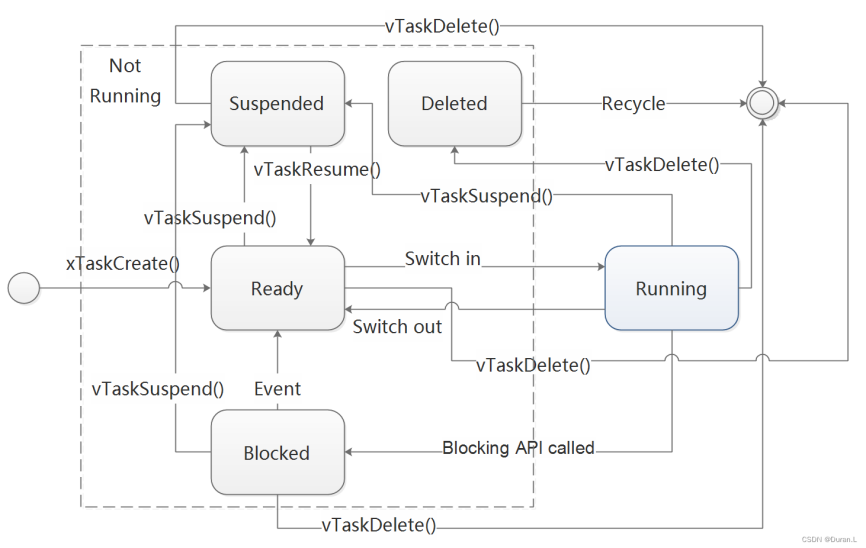 vTaskDelete()
Not
Running
Suspended
Deleted
Recycle
vTaskResume()
vTaskDelete()
vTaskSuspend()
vTaskSuspend()
xTaskCreate()
Switch in
Ready
Running
Switch out
vTaskDelete()
vTaskSuspend()
Event
Blocked
Blocking API called
vTaskDelete()
CSDN @Duran.L